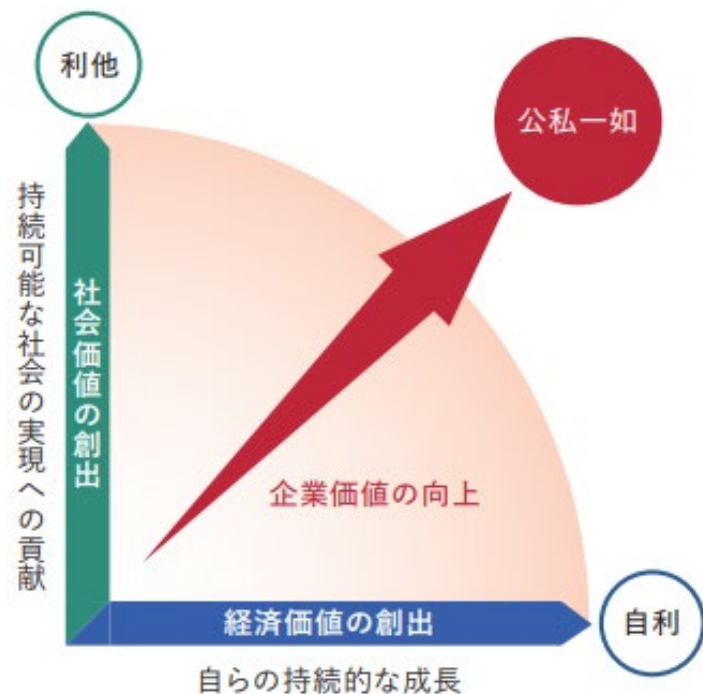 利他
公私一如
持続可能な社会の実現への貢献
社会価値の創出
企業価値の向上
経済価値の創出
自利
自らの持続的な成長